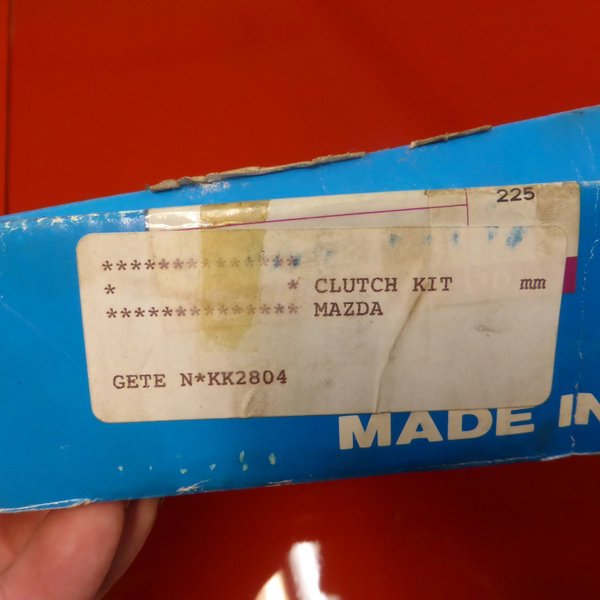 225
**************
* * CLUTCH KIT mm
************** MAZDA
GETE N*KK2804
MADE IN